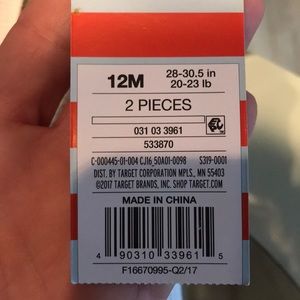 12M
28-30.5 in
20-23 lb
2 PIECES
031 03 3961
533870
C-000445-01-004 CJ16_50A01-0098 S319-0001
DIST. BY TARGET CORPORATION MPLS., MN 55403
©2017 TARGET BRANDS, INC. SHOP TARGET.COM
MADE IN CHINA
4 90310 33961 5
F16670995-Q2/17